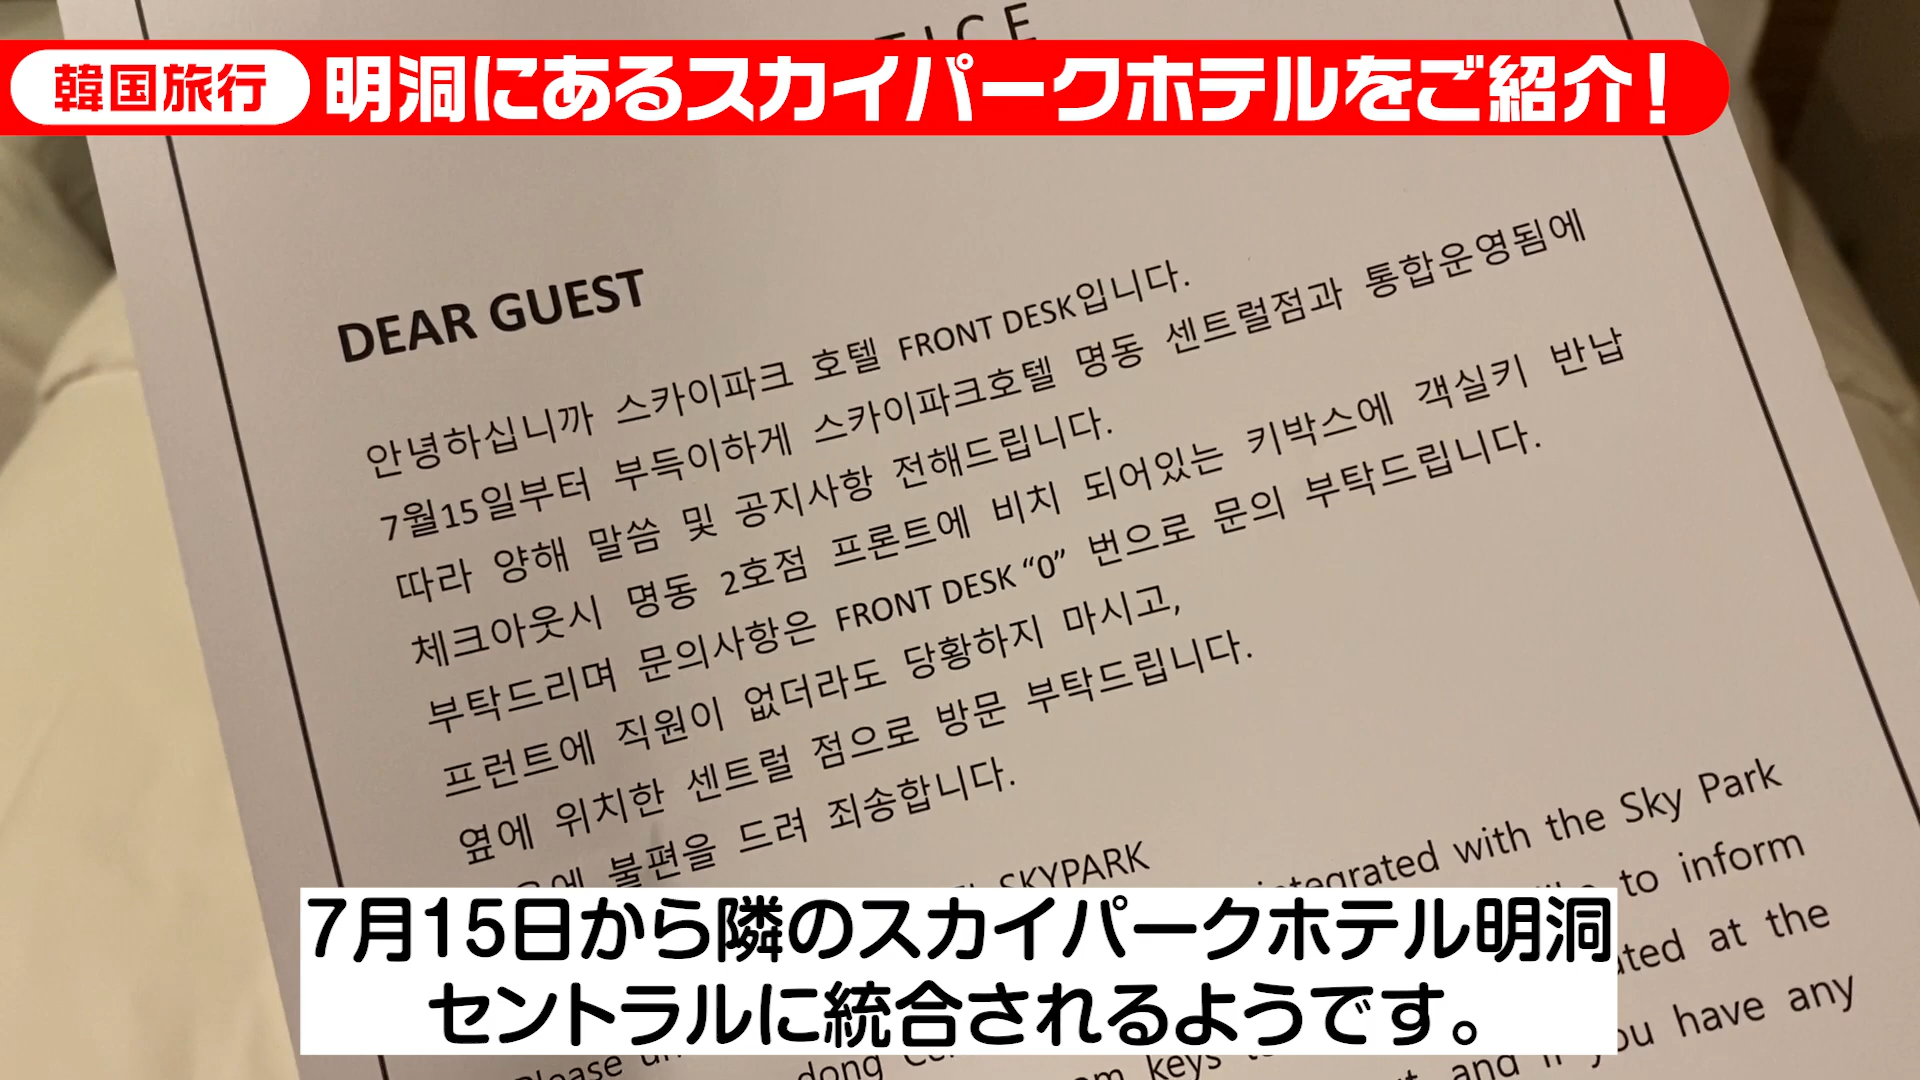 TICE
韓国旅行
明洞にあるスカイパークホテルをご紹介!
DEAR GUEST
안녕하십니까 스카이파크 호텔 FRONT DESK입니다.
7월15일부터 부득이하게 스카이파크호텔 명동 센트럴점과 통합운영됨에
따라 양해 말씀 및 공지사항 전해드립니다.
체크아웃시 명동 2호점 프론트에 비치 되어있는 키박스에 객실키 반납
부탁드리며 문의사항은 FRONT DESK “0” 번으로 문의 부탁드립니다.
프런트에 직원이 없더라도 당황하지 마시고,
옆에 위치한 센트럴 점으로 방문 부탁드립니다.
불편을 드려 죄송합니다.
SKYPARK
integrated with the Sky Park
to inform
at the
have any
7月15日から隣のスカイパークホテル明洞
セントラルに統合されるようです。
keys
and if you